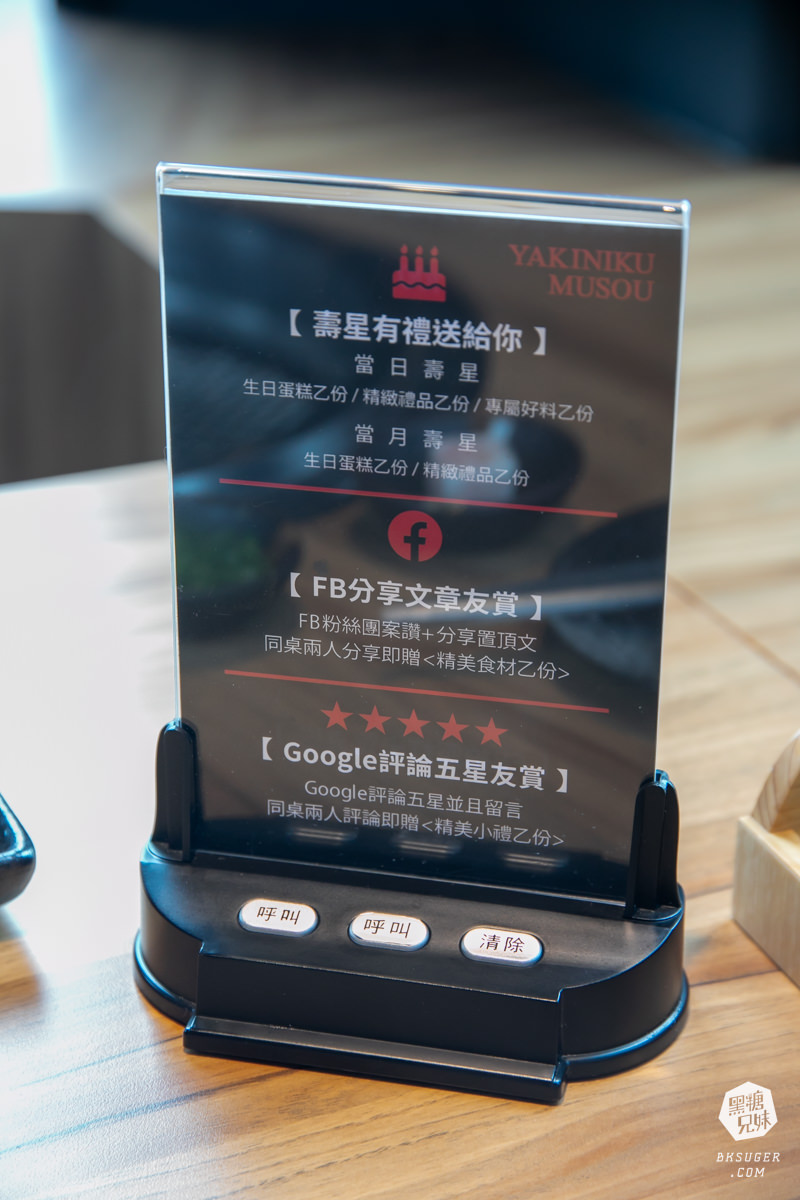 YAKINIKU
MUSOU
【 壽星有禮送給你 】
當日壽星
生日蛋糕乙份 / 精緻禮品乙份 / 專屬好料乙份
當月壽星
生日蛋糕乙份 / 精緻禮品乙份
【 FB分享文章友賞 】
FB粉絲團案讚+分享置頂文
同桌兩人分享即贈<精美食材乙份>
【 Google評論五星友賞 】
Google評論五星並且留言
同桌兩人評論即贈<精美小禮乙份>
呼叫
呼叫
清除
黑糖
兄妹
BKSUGER
.COM